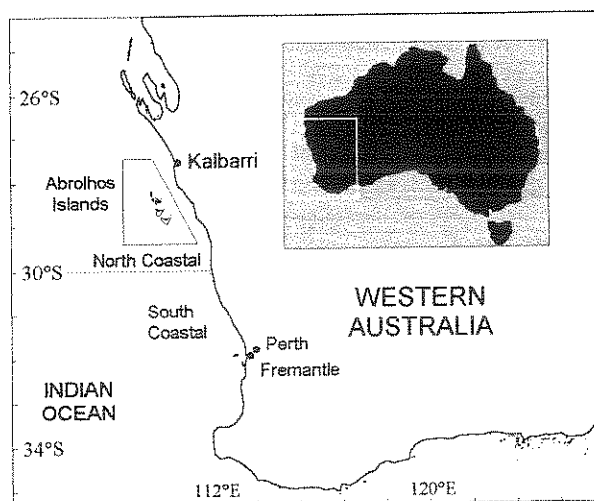 26°S
Kalbarri
Abrolhos
Islands
North Coastal
30°S
South
Coastal
WESTERN
AUSTRALIA
Perth
Fremantle
INDIAN
OCEAN
34°S
112°E
120°E